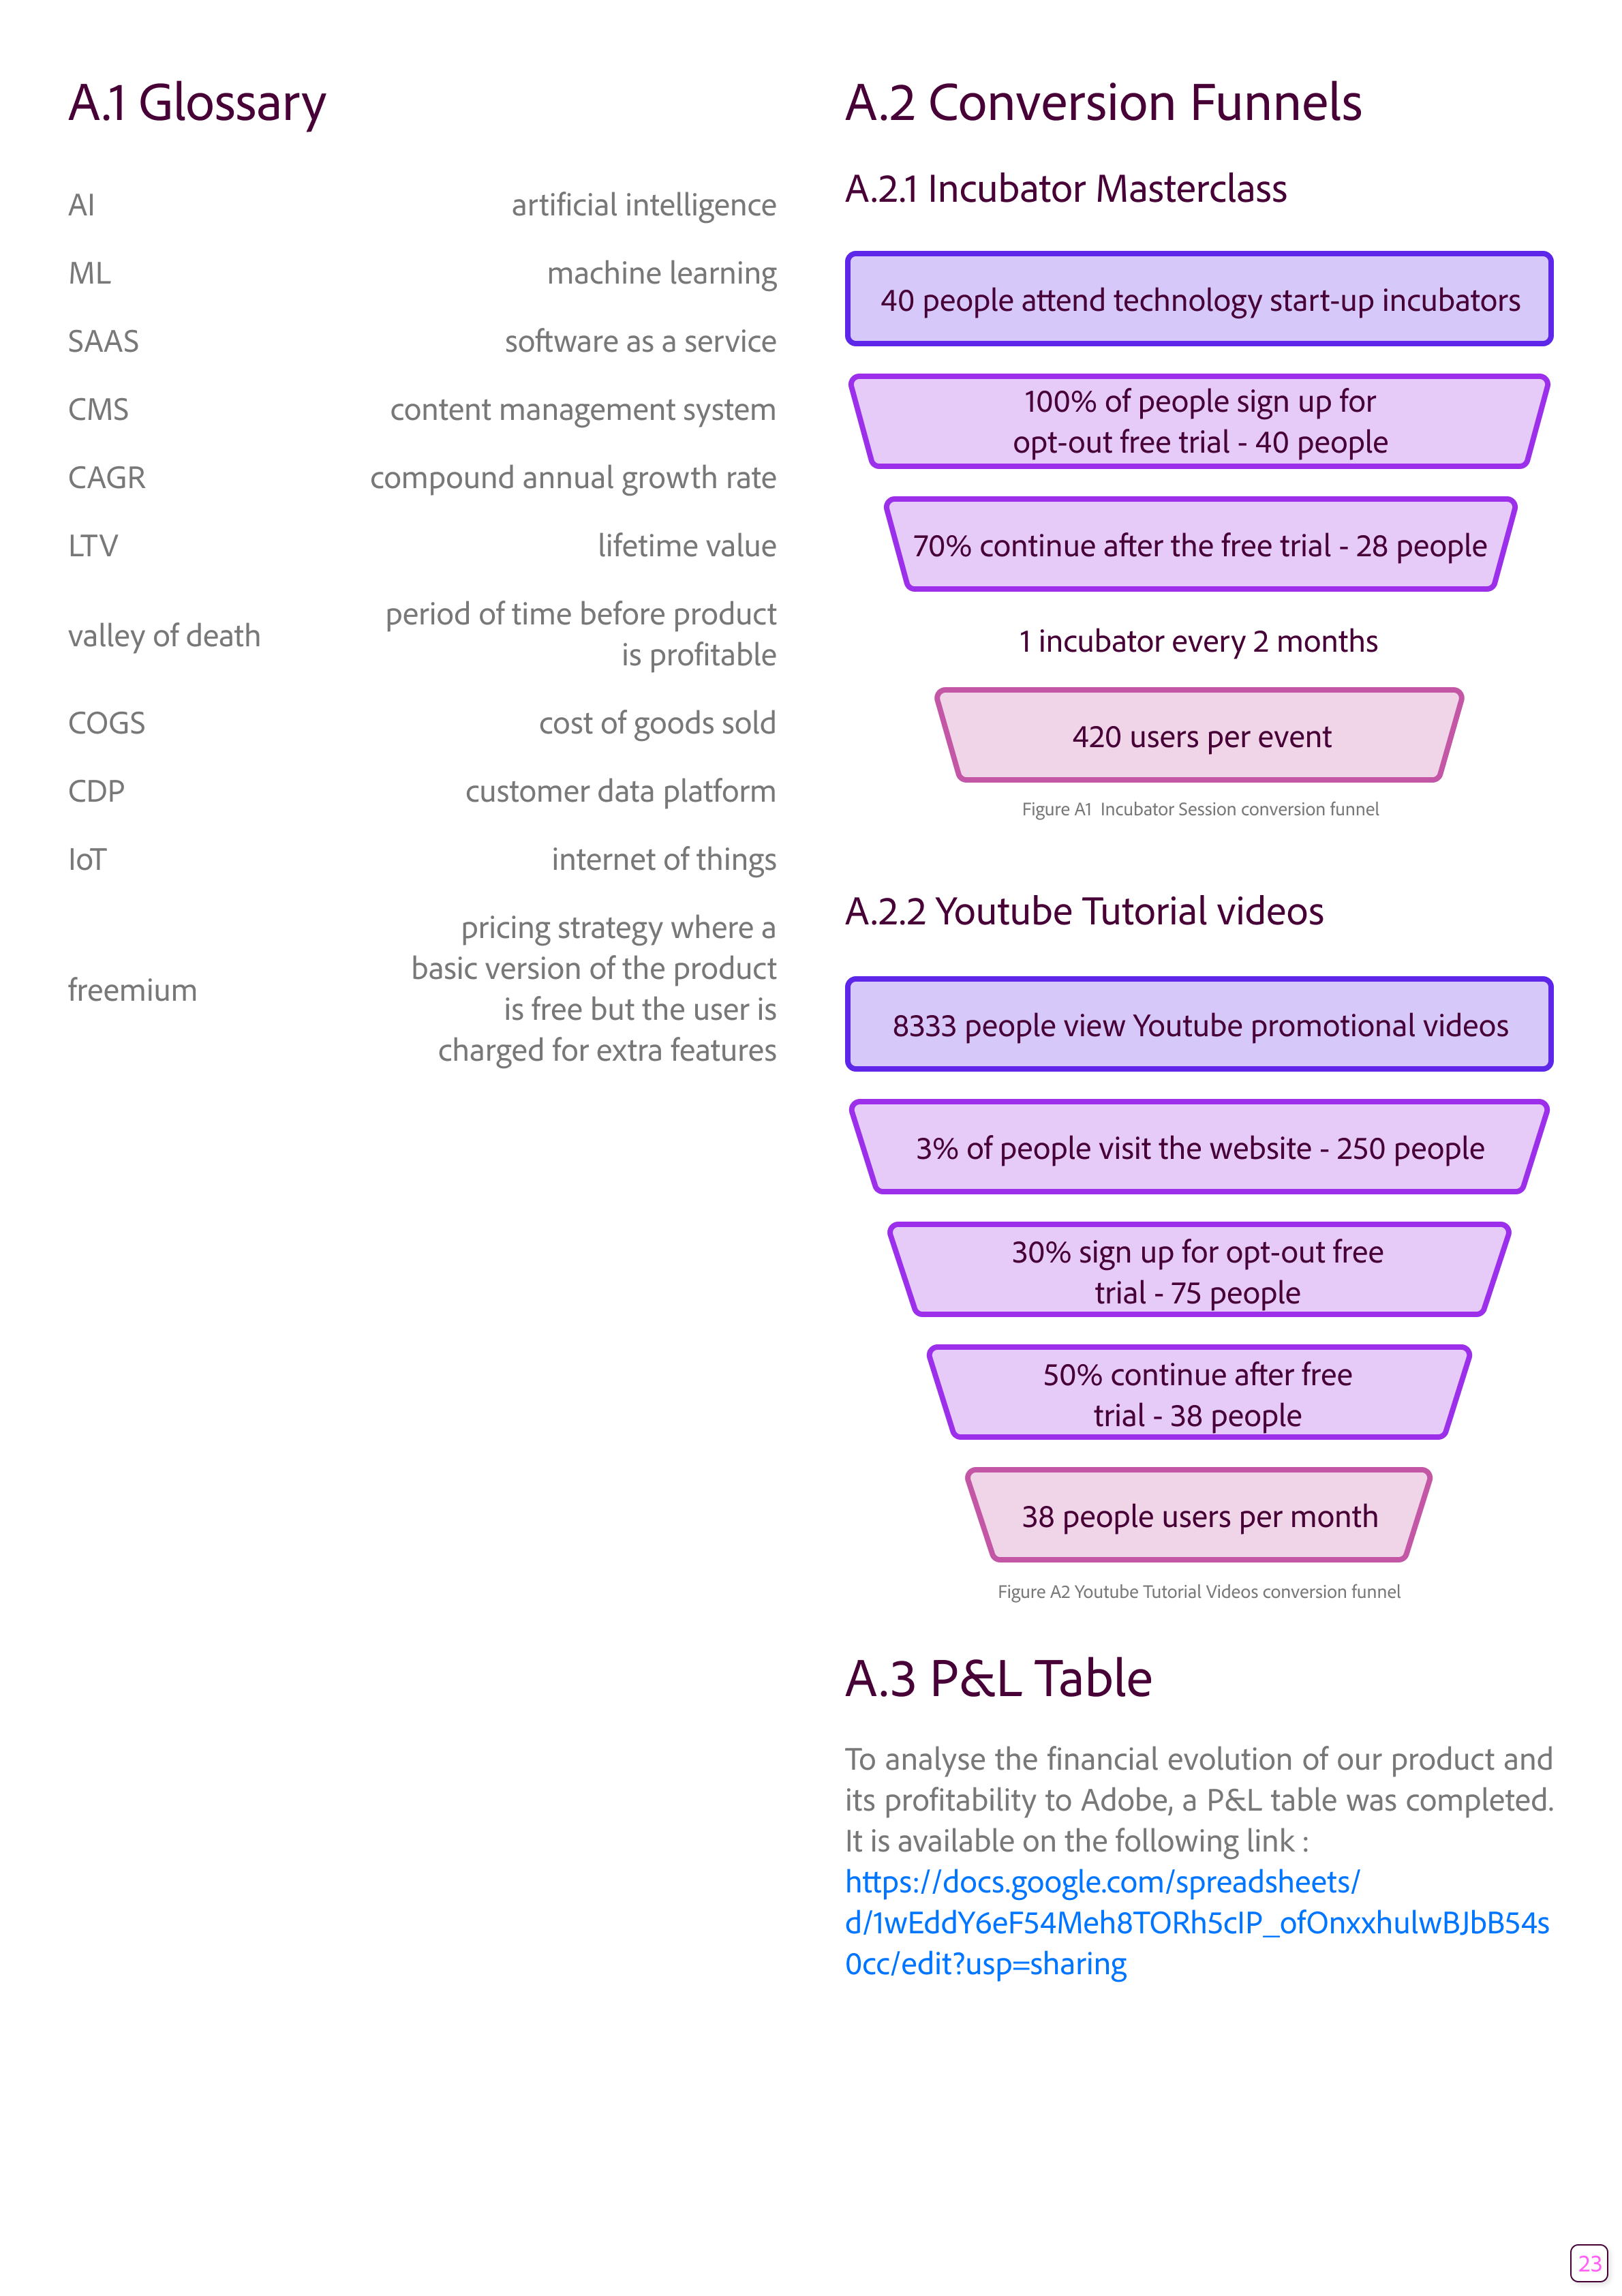 A.1 Glossary
AI artificial intelligence
ML machine learning
SAAS software as a service
CMS content management system
CAGR compound annual growth rate
LTV lifetime value
valley of death period of time before product
is profitable
COGS cost of goods sold
CDP customer data platform
IoT internet of things
freemium pricing strategy where a
basic version of the product
is free but the user is
charged for extra features
A.2 Conversion Funnels
A.2.1 Incubator Masterclass
40 people attend technology start-up incubators
100% of people sign up for
opt-out free trial - 40 people
70% continue after the free trial - 28 people
1 incubator every 2 months
420 users per event
Figure A1 Incubator Session conversion funnel
A.2.2 Youtube Tutorial videos
8333 people view Youtube promotional videos
3% of people visit the website - 250 people
30% sign up for opt-out free
trial - 75 people
50% continue after free
trial - 38 people
38 people users per month
Figure A2 Youtube Tutorial Videos conversion funnel
A.3 P&L Table
To analyse the financial evolution of our product and
its profitability to Adobe, a P&L table was completed.
It is available on the following link :
https://docs.google.com/spreadsheets/
d/1wEddY6eF54Meh8TORh5cIP_ofOnxxhulwBJbB54s
0cc/edit?usp=sharing
23